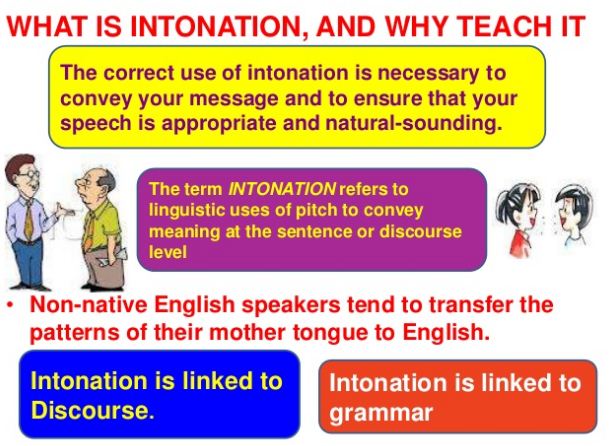 WHAT IS INTONATION, AND WHY TEACH IT
The correct use of intonation is necessary to
convey your message and to ensure that your
speech is appropriate and natural-sounding.
The term INTONATION refers to
linguistic uses of pitch to convey
meaning at the sentence or discourse
level
• Non-native English speakers tend to transfer the
patterns of their mother tongue to English.
Intonation is linked to
Discourse.
Intonation is linked to
grammar